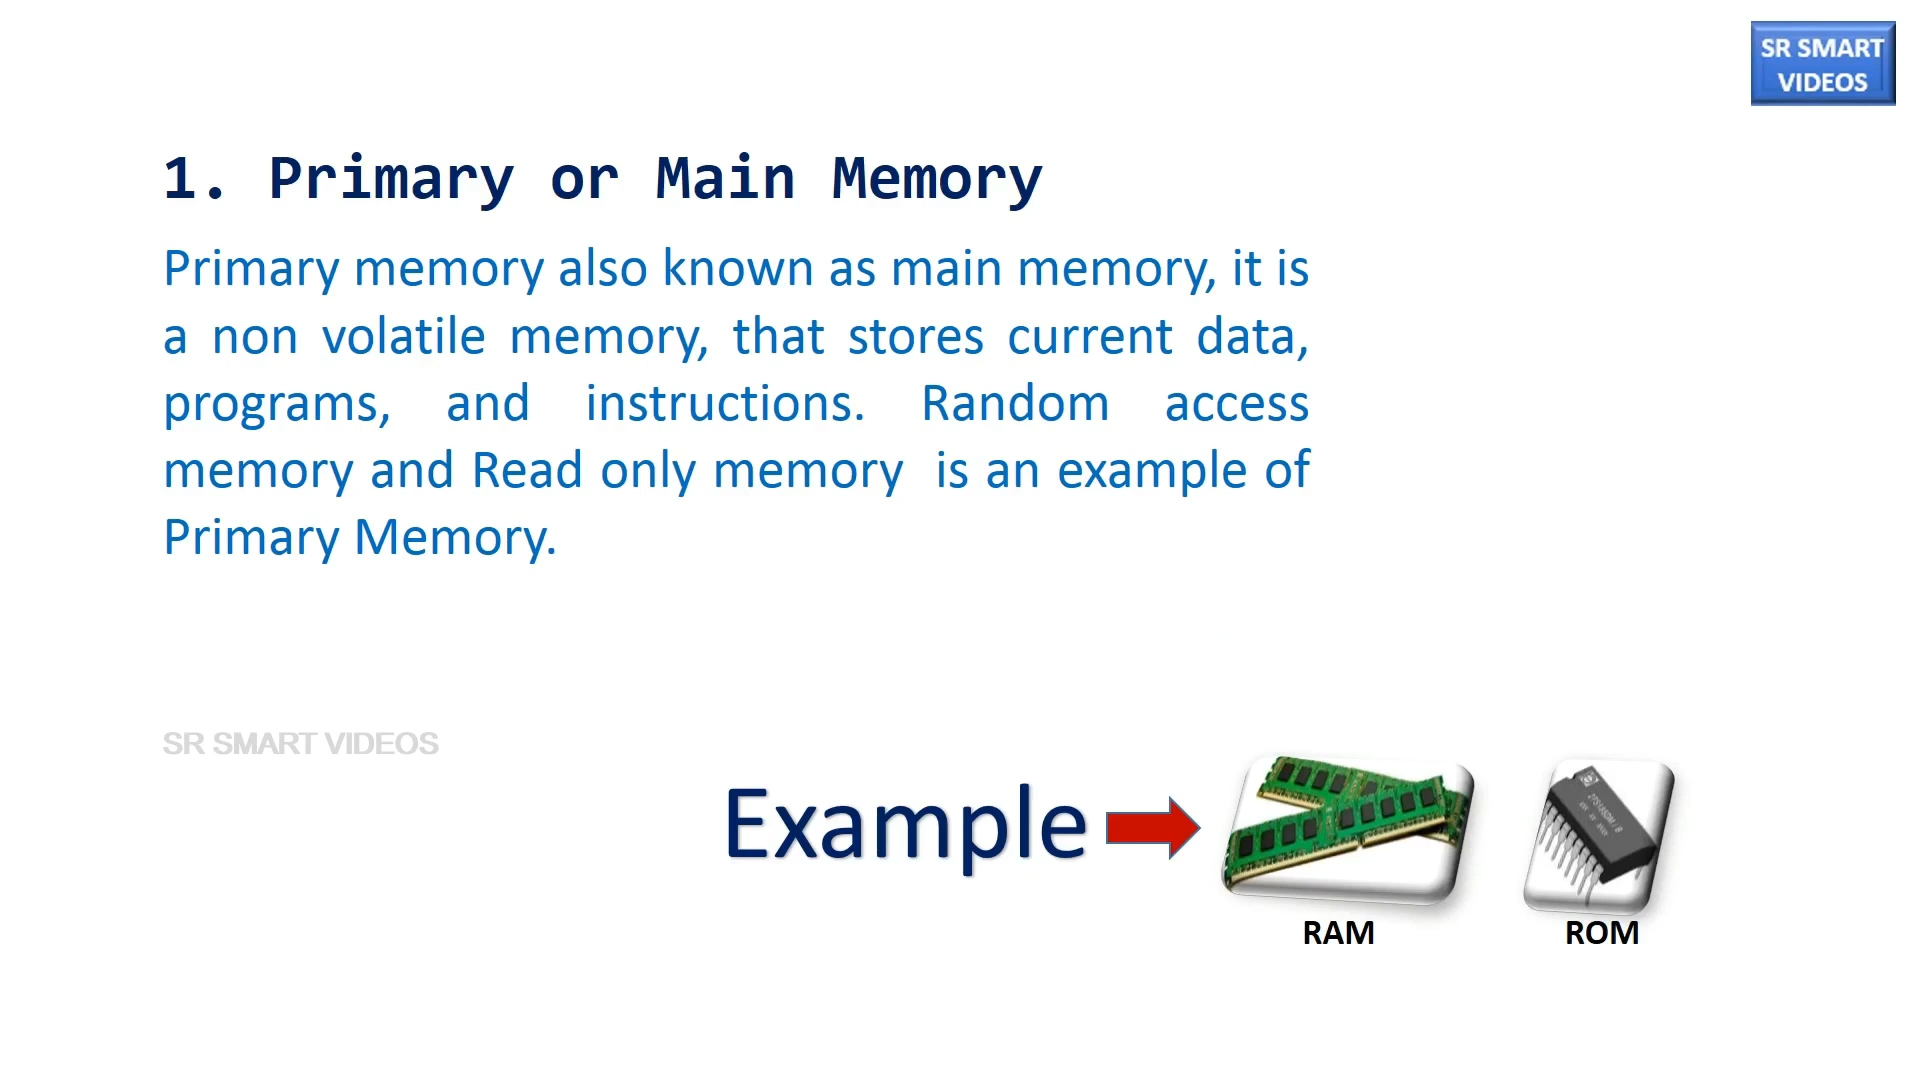 SR SMART
VIDEOS
1. Primary or Main Memory
Primary memory also known as main memory, it is
a non volatile memory, that stores current data,
programs, and instructions. Random access
memory and Read only memory is an example of
Primary Memory.
SR SMART VIDEOS
Example
RAM
ROM